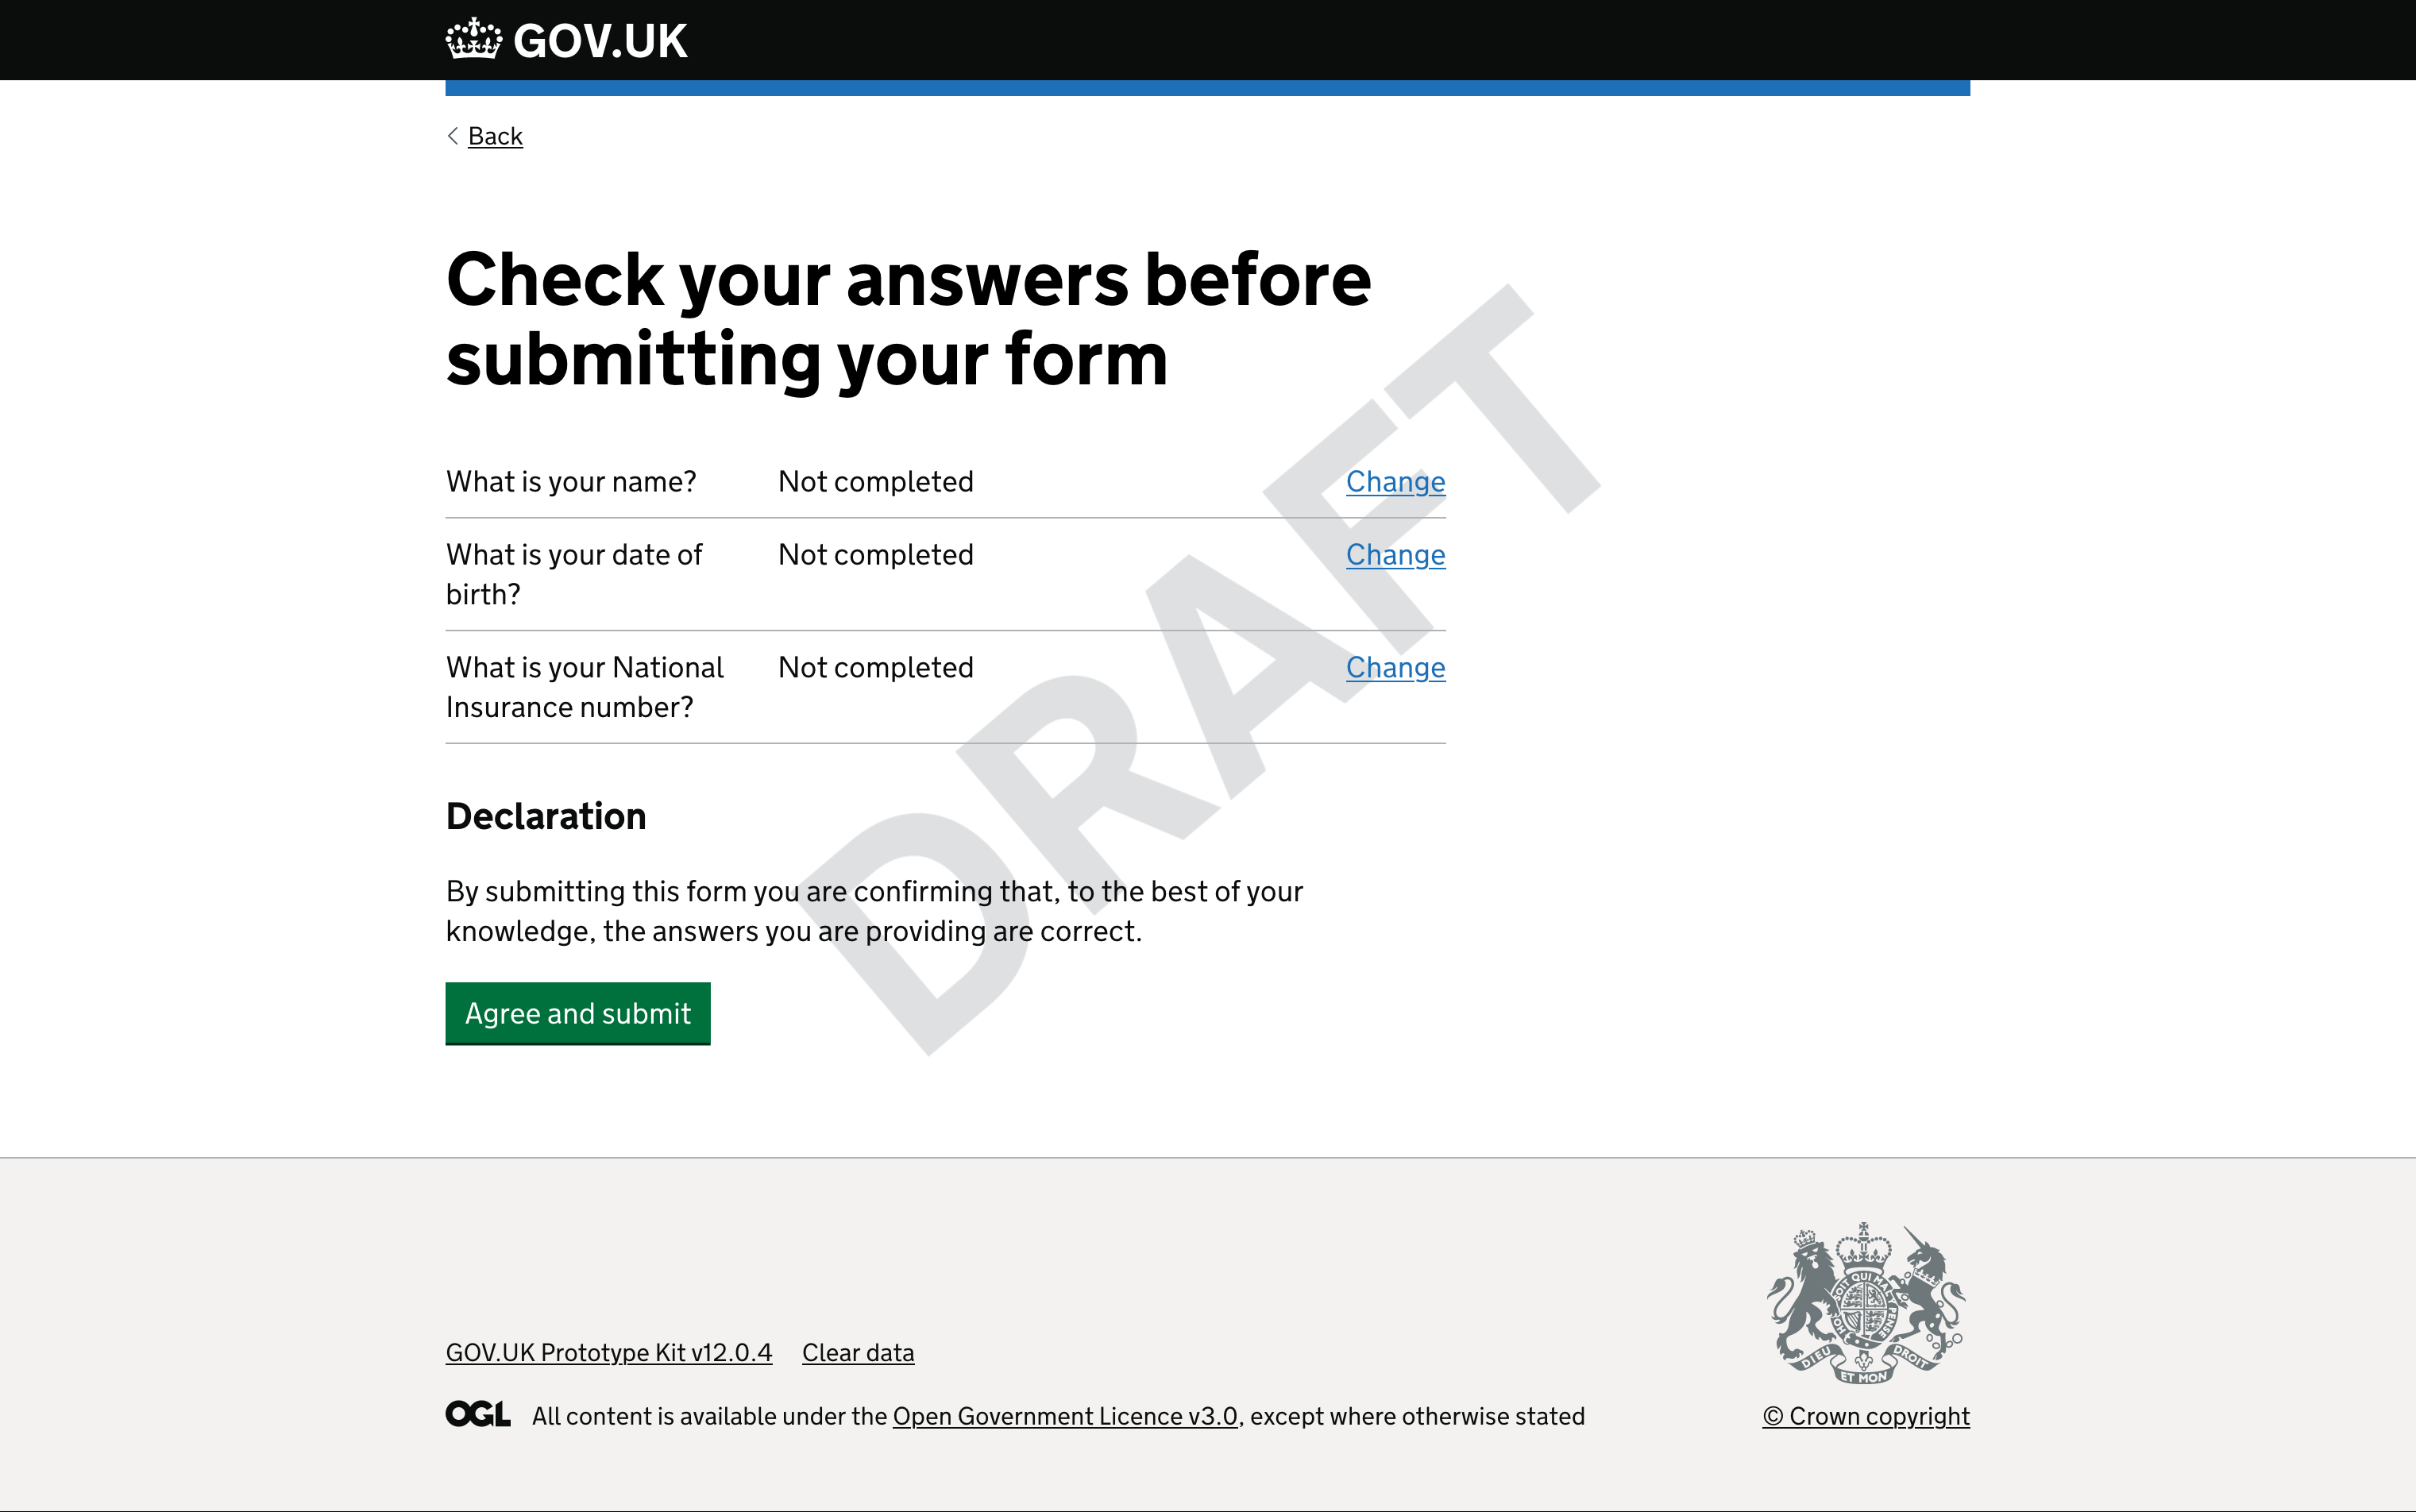 GOV.UK
Back
Check your answers before
submitting your form
What is your name? Not completed Change
What is your date of Not completed Change
birth?
What is your National Not completed Change
Insurance number?
DRAFT
Declaration
By submitting this form you are confirming that, to the best of your
knowledge, the answers you are providing are correct.
Agree and submit
SOIT QUI MAL Y PENSE
HO
DIEU ET MON DROIT
GOV.UK Prototype Kit v12.0.4 Clear data
OGL All content is available under the Open Government Licence v3.0, except where otherwise stated
© Crown copyright